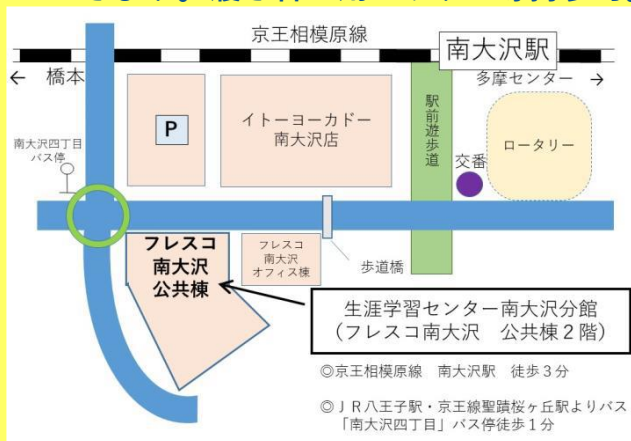 京王相模原線
南大沢駅
← 橋本
多摩センター →
南大沢四丁目
バス停
P
イトーヨーカドー
南大沢店
駅前遊歩道
交番
ロータリー
フレスコ
南大沢
公共棟
フレスコ
南大沢
オフィス棟
歩道橋
生涯学習センター南大沢分館
(フレスコ南大沢 公共棟2階)
◎京王相模原線 南大沢駅 徒歩3分
◎JR八王子駅・京王線聖蹟桜ヶ丘駅よりバス
「南大沢四丁目」バス停徒歩1分